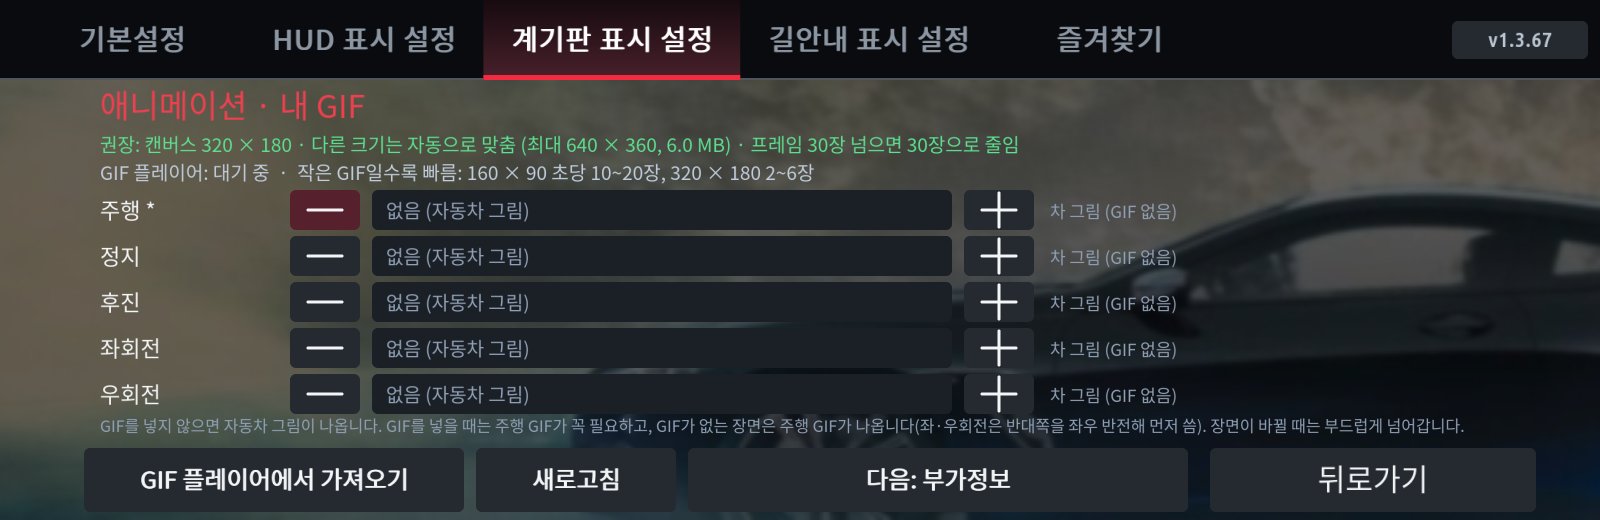 기본설정 HUD 표시 설정 계기판 표시 설정 길안내 표시 설정 즐겨찾기 v1.3.67
애니메이션 · 내 GIF
권장: 캔버스 320 × 180 · 다른 크기는 자동으로 맞춤 (최대 640 × 360, 6.0 MB) · 프레임 30장 넘으면 30장으로 줄임
GIF 플레이어: 대기 중 · 작은 GIF일수록 빠름: 160 × 90 초당 10~20장, 320 × 180 2~6장
주행 * — 없음 (자동차 그림) + 차 그림 (GIF 없음)
정지 — 없음 (자동차 그림) + 차 그림 (GIF 없음)
후진 — 없음 (자동차 그림) + 차 그림 (GIF 없음)
좌회전 — 없음 (자동차 그림) + 차 그림 (GIF 없음)
우회전 — 없음 (자동차 그림) + 차 그림 (GIF 없음)
GIF를 넣지 않으면 자동차 그림이 나옵니다. GIF를 넣을 때는 주행 GIF가 꼭 필요하고, GIF가 없는 장면은 주행 GIF가 나옵니다(좌·우회전은 반대쪽을 좌우 반전해 먼저 씀). 장면이 바뀔 때는 부드럽게 넘어갑니다.
GIF 플레이어에서 가져오기 새로고침 다음: 부가정보 뒤로가기